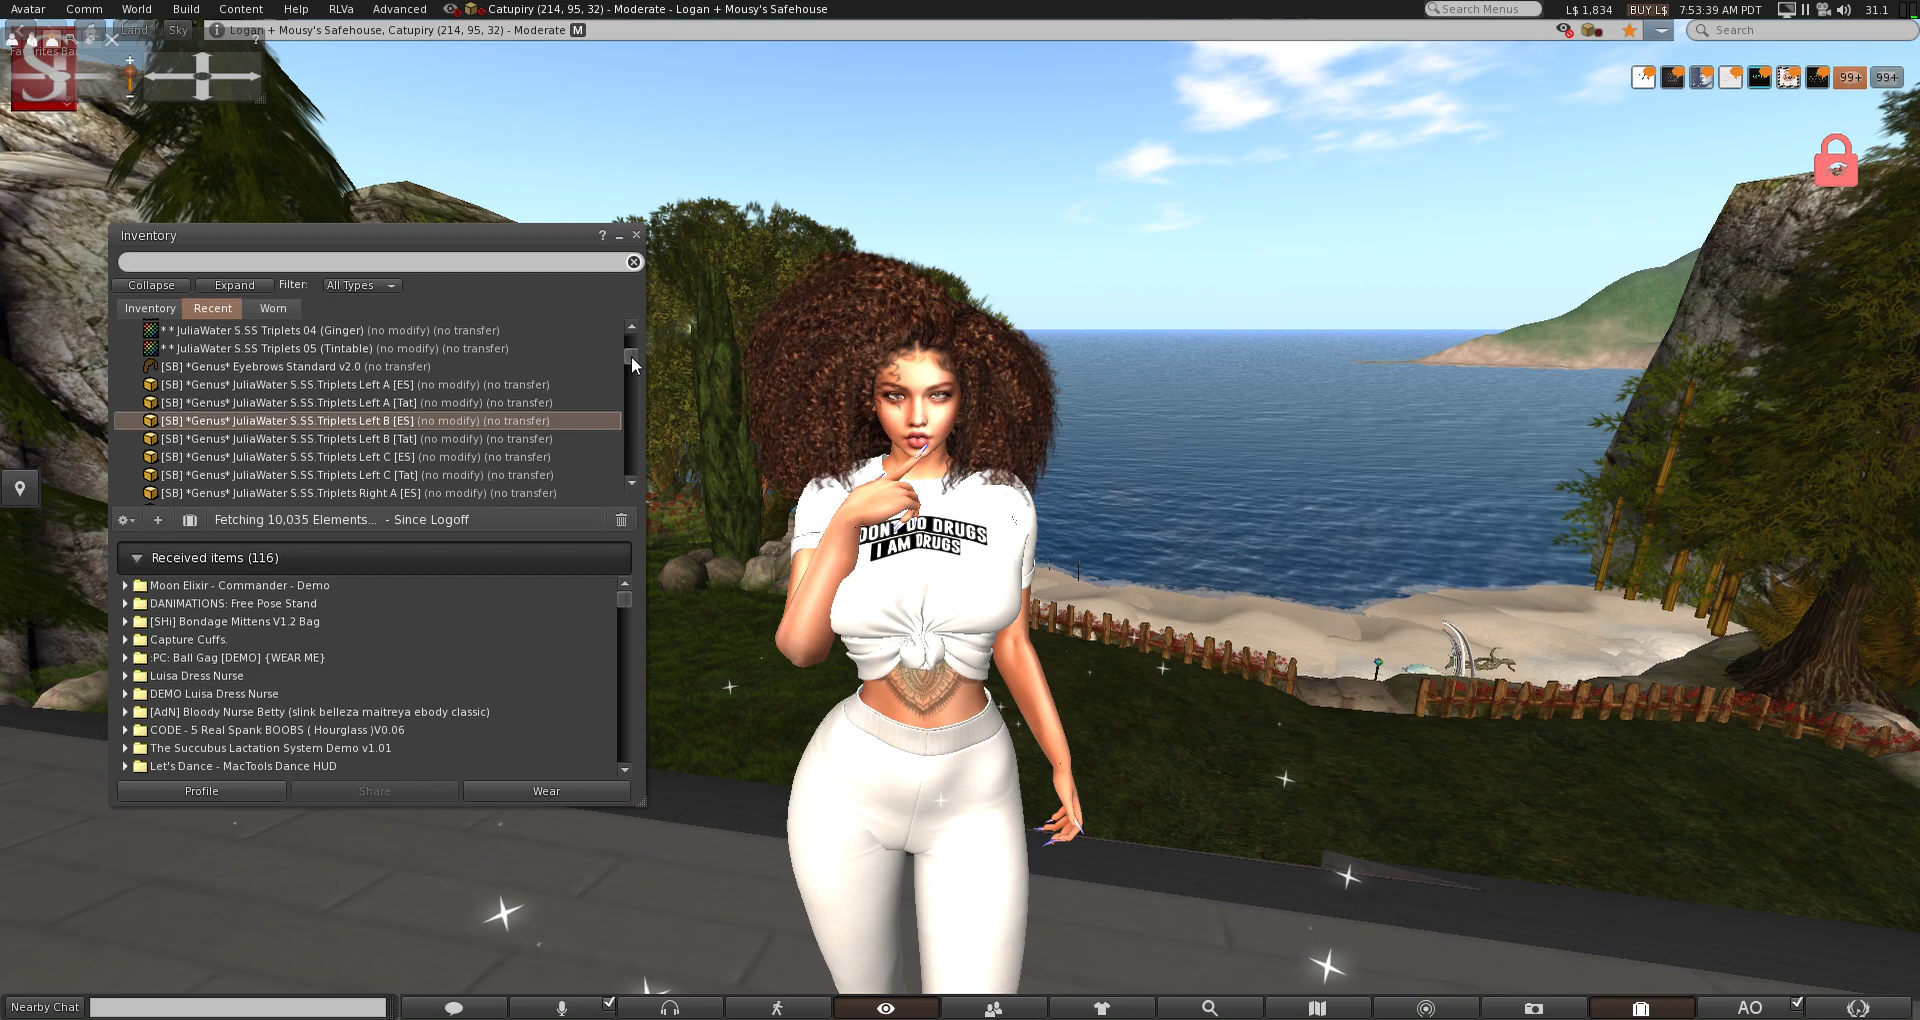 Avatar Comm World Build Content Help RLVa Advanced Catupiry (214, 95, 32) - Moderate - Logan + Mousy's Safehouse Search Menus L$ 1,834 BUY L$ 7:53:39 AM PDT 31.1
Land Sky Logan + Mousy's Safehouse, Catupiry (214, 95, 32) - Moderate M Search
Favorites Ba
99+ 99+
Inventory ?
Collapse Expand Filter: All Types
Inventory Recent Worn
* * JuliaWater S.SS Triplets 04 (Ginger) (no modify) (no transfer)
* * JuliaWater S.SS Triplets 05 (Tintable) (no modify) (no transfer)
[SB] *Genus* Eyebrows Standard v2.0 (no transfer)
[SB] *Genus* JuliaWater S.SS.Triplets Left A [ES] (no modify) (no transfer)
[SB] *Genus* JuliaWater S.SS.Triplets Left A [Tat] (no modify) (no transfer)
[SB] *Genus* JuliaWater S.SS.Triplets Left B [ES] (no modify) (no transfer)
[SB] *Genus* JuliaWater S.SS.Triplets Left B [Tat] (no modify) (no transfer)
[SB] *Genus* JuliaWater S.SS.Triplets Left C [ES] (no modify) (no transfer)
[SB] *Genus* JuliaWater S.SS.Triplets Left C [Tat] (no modify) (no transfer)
[SB] *Genus* JuliaWater S.SS.Triplets Right A [ES] (no modify) (no transfer)
Fetching 10,035 Elements... - Since Logoff
Received items (116)
Moon Elixir - Commander - Demo
DANIMATIONS: Free Pose Stand
[SHi] Bondage Mittens V1.2 Bag
Capture Cuffs.
:PC: Ball Gag [DEMO] {WEAR ME}
Luisa Dress Nurse
DEMO Luisa Dress Nurse
[AdN] Bloody Nurse Betty (slink belleza maitreya ebody classic)
CODE - 5 Real Spank BOOBS ( Hourglass )V0.06
The Succubus Lactation System Demo v1.01
Let's Dance - MacTools Dance HUD
Profile Share Wear
DONT DO DRUGS
I AM DRUGS
Nearby Chat AO